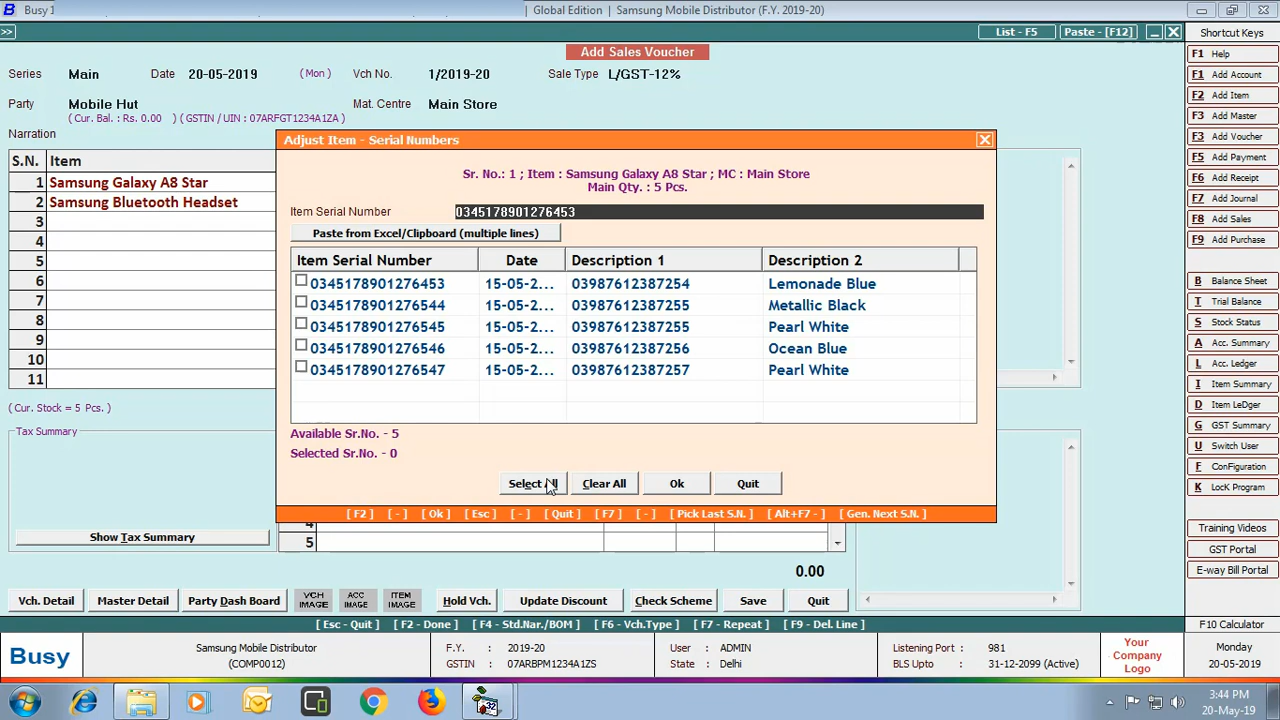 Busy 1
Global Edition | Samsung Mobile Distributor (F.Y. 2019-20)
>>
List - F5
Paste - [F12]
Shortcut Keys
Add Sales Voucher
Series Main Date 20-05-2019 (Mon) Vch No. 1/2019-20 Sale Type L/GST-12%
Party Mobile Hut Mat. Centre Main Store
( Cur. Bal. : Rs. 0.00 ) ( GSTIN / UIN : 07ARFGT1234A1ZA )
Narration
S.N. Item
1 Samsung Galaxy A8 Star
2 Samsung Bluetooth Headset
3
4
5
6
7
8
9
10
11
( Cur. Stock = 5 Pcs. )
Tax Summary
Show Tax Summary
Adjust Item - Serial Numbers
Sr. No.: 1 ; Item : Samsung Galaxy A8 Star ; MC : Main Store
Main Qty. : 5 Pcs.
Item Serial Number 0345178901276453
Paste from Excel/Clipboard (multiple lines)
Item Serial Number Date Description 1 Description 2
0345178901276453 15-05-2... 03987612387254 Lemonade Blue
0345178901276544 15-05-2... 03987612387255 Metallic Black
0345178901276545 15-05-2... 03987612387255 Pearl White
0345178901276546 15-05-2... 03987612387256 Ocean Blue
0345178901276547 15-05-2... 03987612387257 Pearl White
Available Sr.No. - 5
Selected Sr.No. - 0
Select All Clear All Ok Quit
[ F2 ] [ - ] [ Ok ] [ Esc ] [ - ] [ Quit ] [ F7 ] [ - ] [ Pick Last S.N. ] [ Alt+F7 - ] [ Gen. Next S.N. ]
4
5
0.00
Vch. Detail Master Detail Party Dash Board VCH IMAGE ACC IMAGE ITEM IMAGE Hold Vch. Update Discount Check Scheme Save Quit
[ Esc - Quit ] [ F2 - Done ] [ F4 - Std.Nar./BOM ] [ F6 - Vch.Type ] [ F7 - Repeat ] [ F9 - Del. Line ]
F1 Help
F1 Add Account
F2 Add Item
F3 Add Master
F3 Add Voucher
F5 Add Payment
F6 Add Receipt
F7 Add Journal
F8 Add Sales
F9 Add Purchase
B Balance Sheet
T Trial Balance
S Stock Status
A Acc. Summary
L Acc. Ledger
I Item Summary
D Item LeDger
G GST Summary
U Switch User
F ConFiguration
K LocK Program
Training Videos
GST Portal
E-way Bill Portal
F10 Calculator
Busy
Samsung Mobile Distributor
(COMP0012)
F.Y. : 2019-20
GSTIN : 07ARBPM1234A1ZS
User : ADMIN
State : Delhi
Listening Port : 981
BLS Upto : 31-12-2099 (Active)
Your
Company
Logo
Monday
20-05-2019
32
3:44 PM
20-May-19